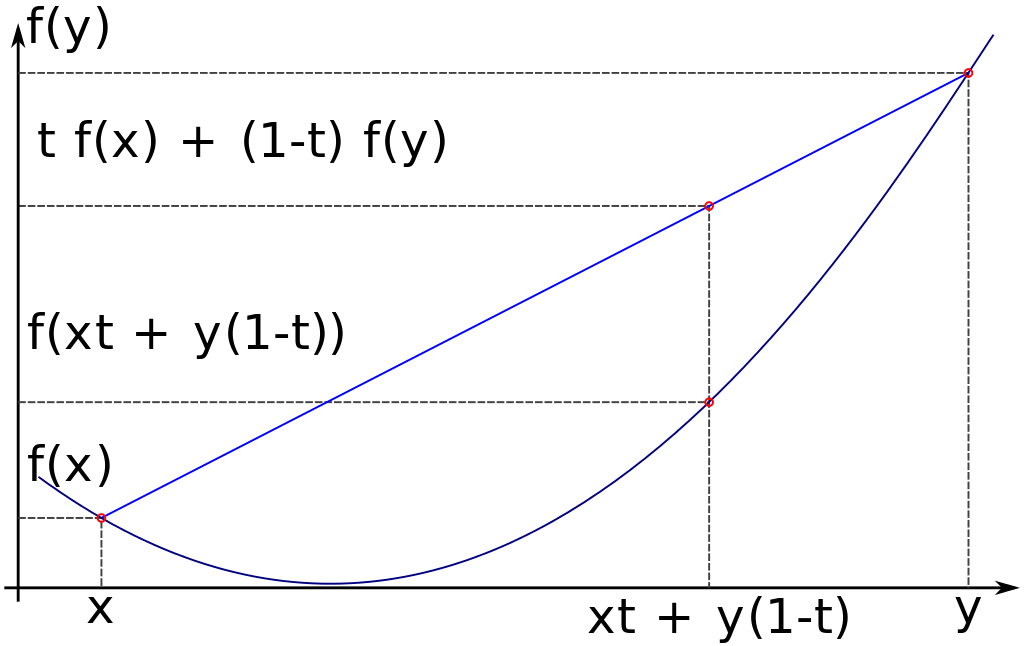 f(y)
t f(x) + (1-t) f(y)
f(xt + y(1-t))
f(x)
x
xt + y(1-t)
y